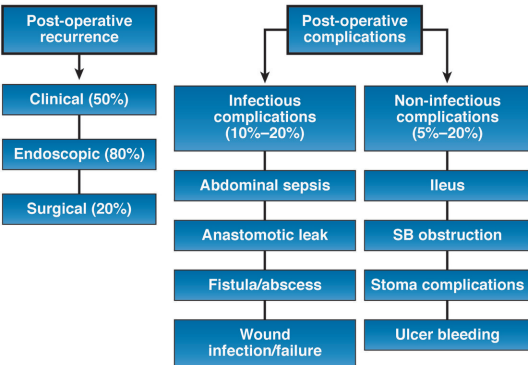 Post-operative
recurrence
Clinical (50%)
Endoscopic (80%)
Surgical (20%)
Post-operative
complications
Infectious
complications
(10%–20%)
Abdominal sepsis
Anastomotic leak
Fistula/abscess
Wound
infection/failure
Non-infectious
complications
(5%–20%)
Ileus
SB obstruction
Stoma complications
Ulcer bleeding